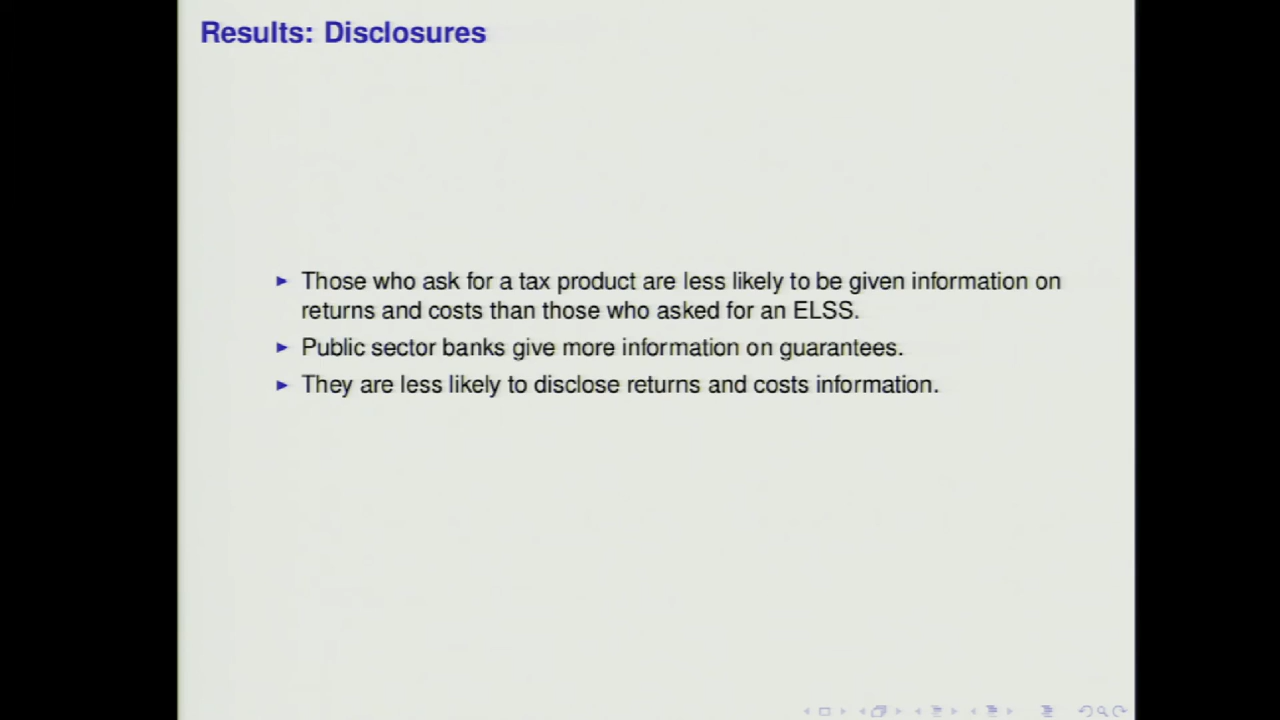 Results: Disclosures
Those who ask for a tax product are less likely to be given information on
returns and costs than those who asked for an ELSS.
Public sector banks give more information on guarantees.
They are less likely to disclose returns and costs information.